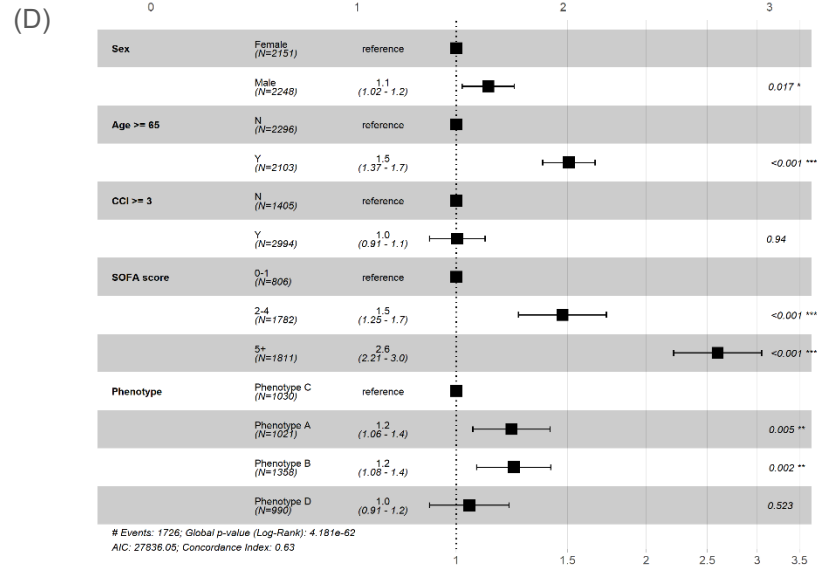 0 1 2 3
(D)
Sex Female reference
(N=2151)
Male 1.1 0.017 *
(N=2248) (1.02 - 1.2)
Age >= 65 N reference
(N=2296)
Y 1.5 <0.001 ***
(N=2103) (1.37 - 1.7)
CCI >= 3 N reference
(N=1405)
Y 1.0 0.94
(N=2994) (0.91 - 1.1)
SOFA score 0-1 reference
(N=806)
2-4 1.5 <0.001 ***
(N=1782) (1.25 - 1.7)
5+ 2.6 <0.001 ***
(N=1811) (2.21 - 3.0)
Phenotype Phenotype C reference
(N=1030)
Phenotype A 1.2 0.005 **
(N=1021) (1.06 - 1.4)
Phenotype B 1.2 0.002 **
(N=1358) (1.08 - 1.4)
Phenotype D 1.0 0.523
(N=990) (0.91 - 1.2)
# Events: 1726; Global p-value (Log-Rank): 4.181e-62
AIC: 27836.05; Concordance Index: 0.63
1 1.5 2 2.5 3 3.5